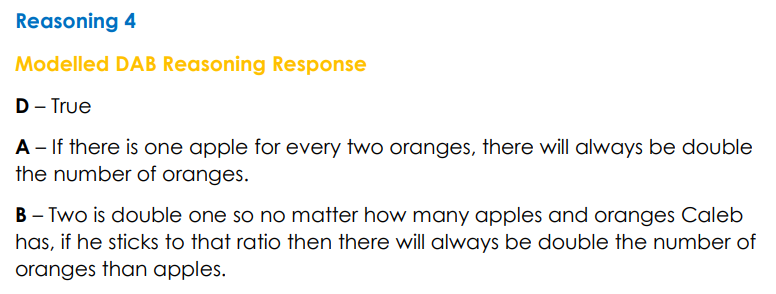 Reasoning 4
Modelled DAB Reasoning Response
D – True
A – If there is one apple for every two oranges, there will always be double
the number of oranges.
B – Two is double one so no matter how many apples and oranges Caleb
has, if he sticks to that ratio then there will always be double the number of
oranges than apples.